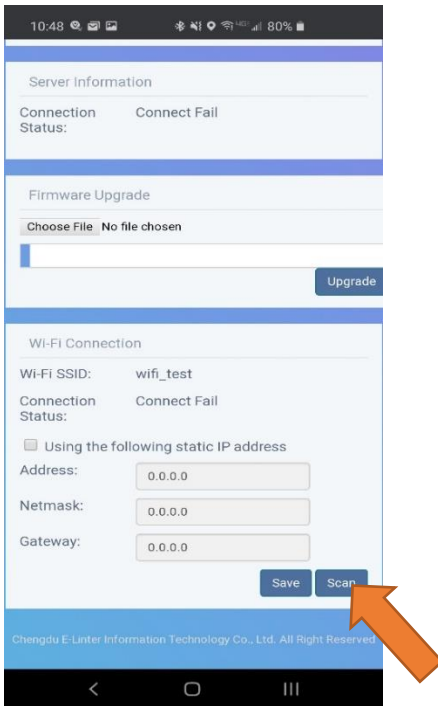 10:48 80%
Server Information
Connection Status: Connect Fail
Firmware Upgrade
Choose File No file chosen
Upgrade
Wi-Fi Connection
Wi-Fi SSID: wifi_test
Connection Status: Connect Fail
Using the following static IP address
Address: 0.0.0.0
Netmask: 0.0.0.0
Gateway: 0.0.0.0
Save Scan
Chengdu E-Linter Information Technology Co., Ltd. All Right Reserved